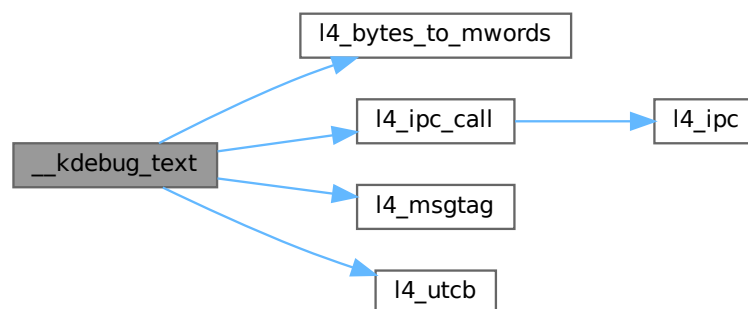 l4_bytes_to_mwords
l4_ipc_call
l4_ipc
__kdebug_text
l4_msgtag
l4_utcb